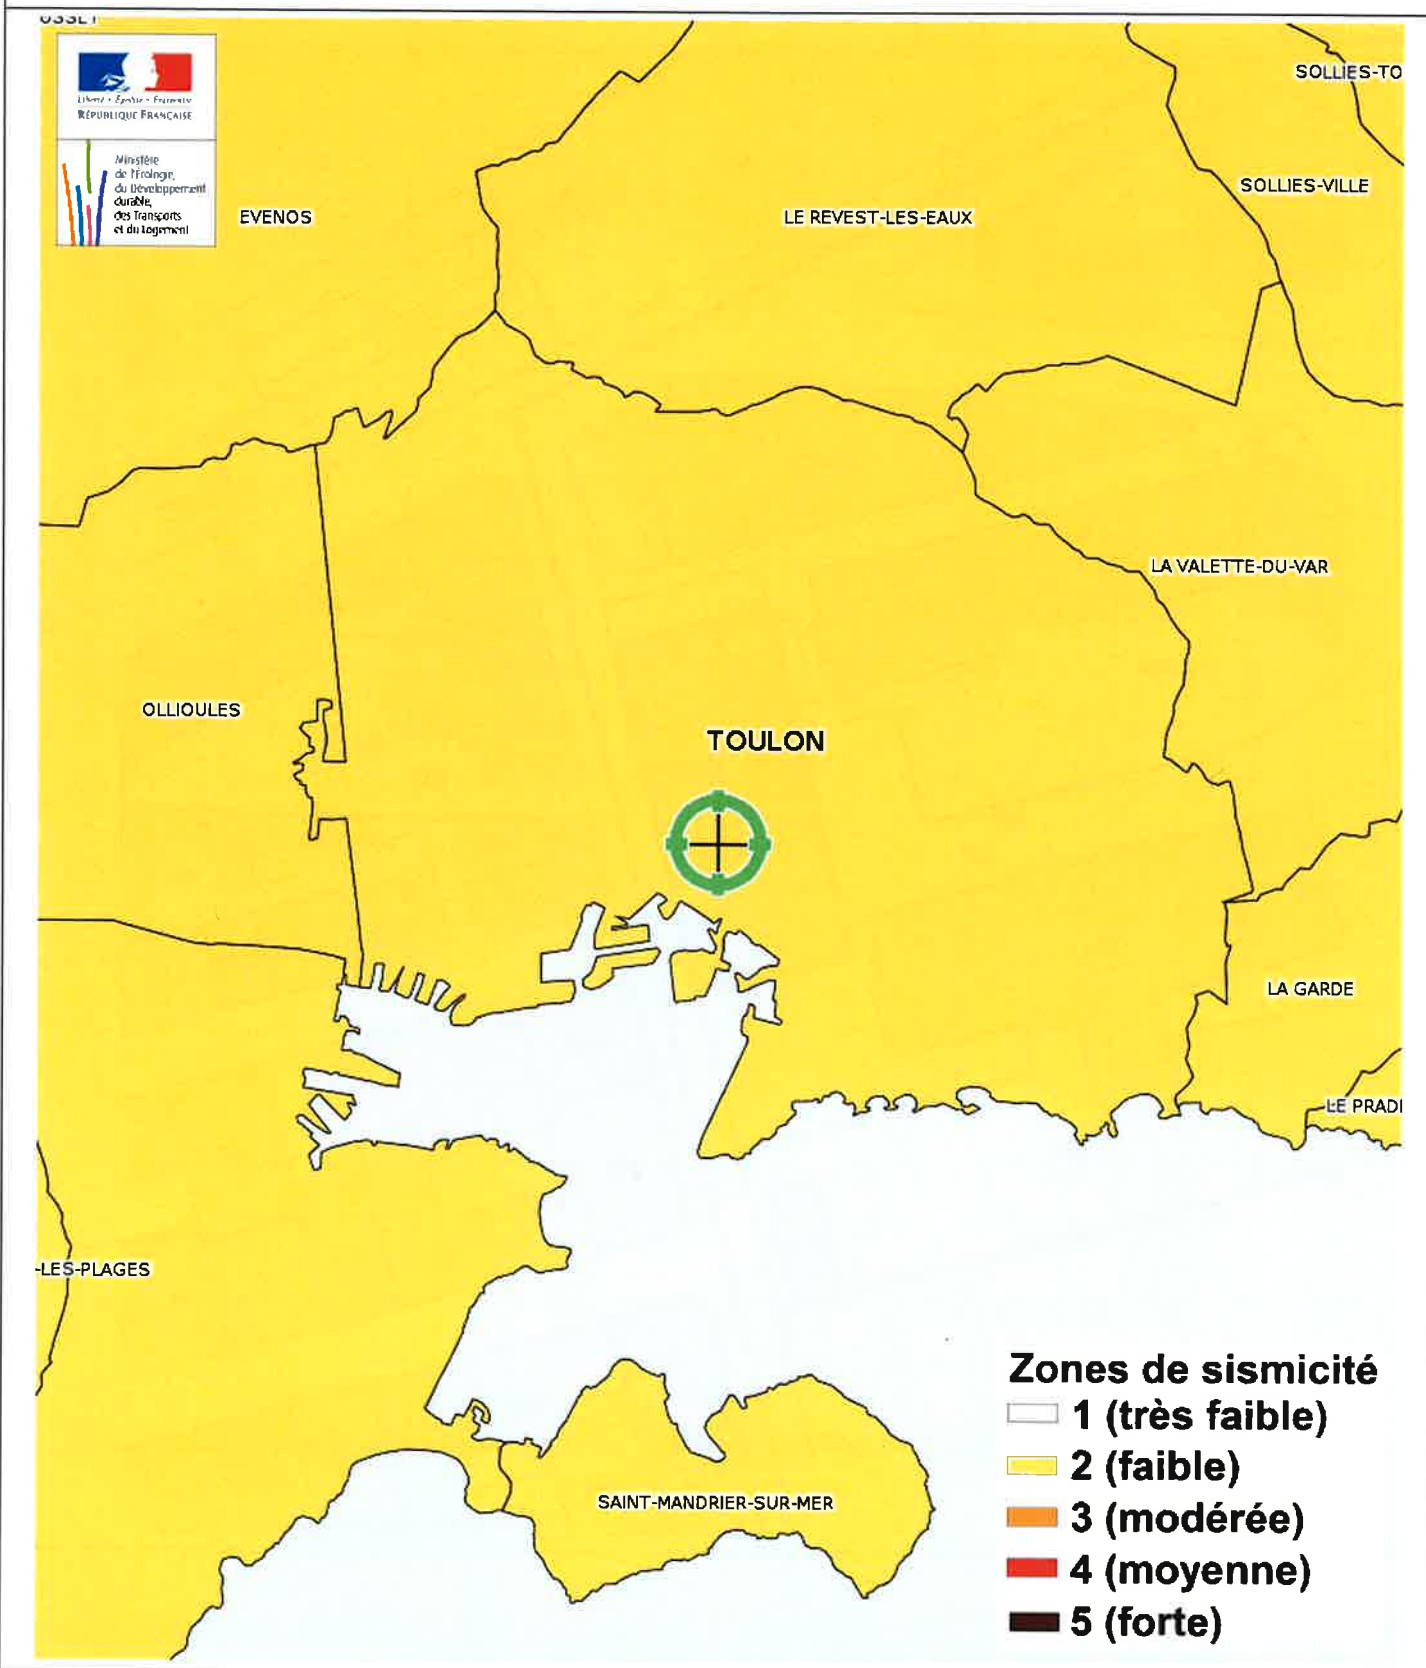 Liberté • Égalité • Fraternité
RÉPUBLIQUE FRANÇAISE
Ministère
de l'Écologie,
du Développement
durable,
des Transports
et du Logement
SOLLIES-TO
SOLLIES-VILLE
EVENOS
LE REVEST-LES-EAUX
LA VALETTE-DU-VAR
OLLIOULES
TOULON
LA GARDE
LE PRADI
-LES-PLAGES
SAINT-MANDRIER-SUR-MER
Zones de sismicité
1 (très faible)
2 (faible)
3 (modérée)
4 (moyenne)
5 (forte)